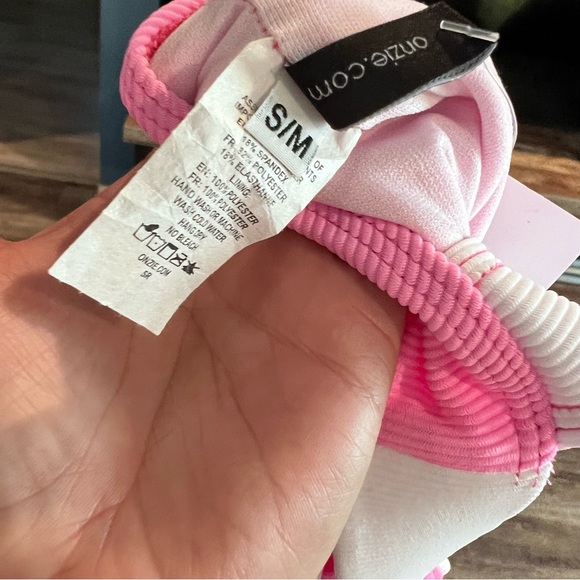 onzie.com
S/M
OF
18% SPANDEX
FR: 82% POLYESTER
18% ELASTHANNE
LINING:
EN: 100% POLYESTER
FR: 100% POLYESTER
HAND WASH OR MACHINE
WASH COLD WATER
HANG DRY
NO BLEACH
ONZIE.COM
SR